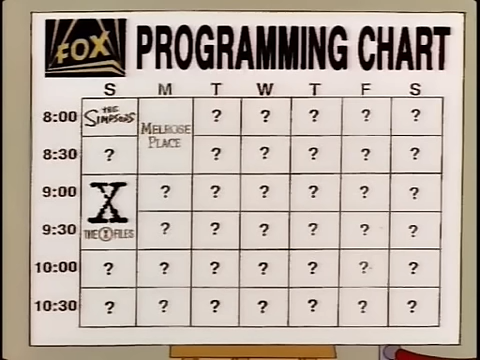 FOX PROGRAMMING CHART
S M T W T F S
8:00 THE SIMPSONS MELROSE PLACE ? ? ? ? ?
8:30 ? ? ? ? ? ?
9:00 X ? ? ? ? ? ?
9:30 THE X FILES ? ? ? ? ? ?
10:00 ? ? ? ? ? ? ?
10:30 ? ? ? ? ? ? ?